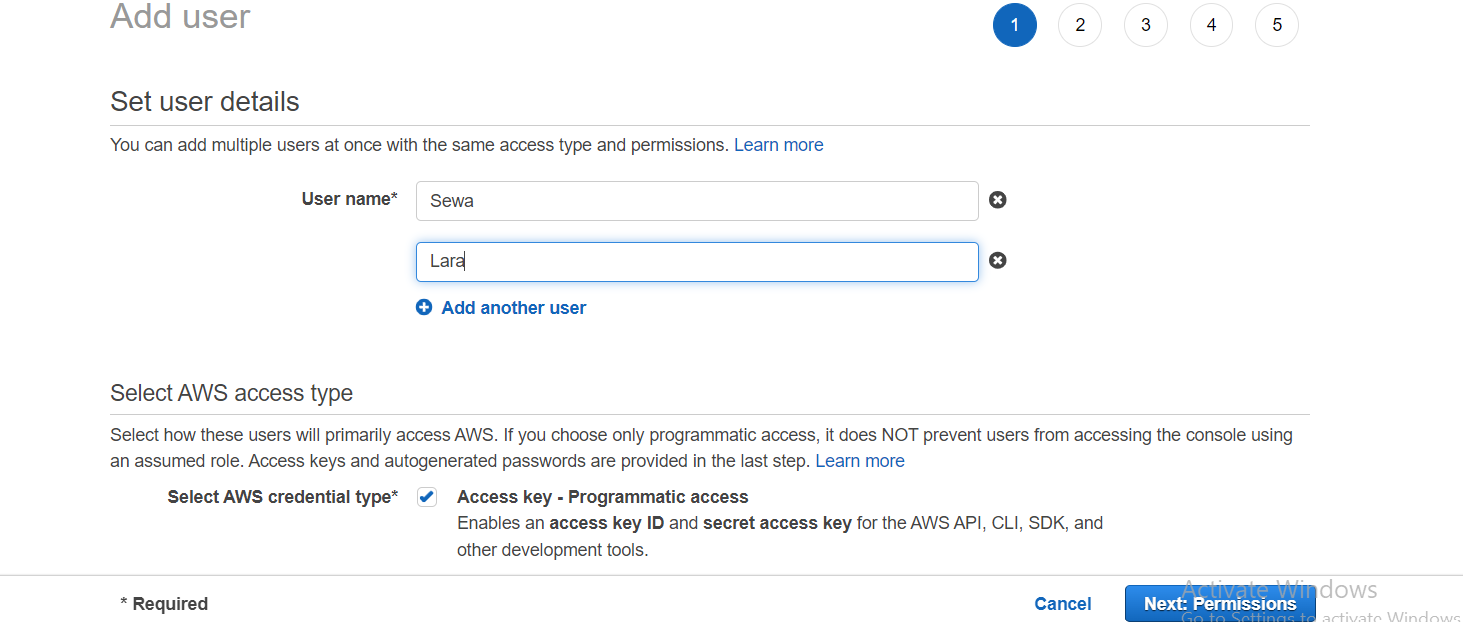 Add user
1 2 3 4 5
Set user details
You can add multiple users at once with the same access type and permissions. Learn more
User name* Sewa
Lara
Add another user
Select AWS access type
Select how these users will primarily access AWS. If you choose only programmatic access, it does NOT prevent users from accessing the console using
an assumed role. Access keys and autogenerated passwords are provided in the last step. Learn more
Select AWS credential type* Access key - Programmatic access
Enables an access key ID and secret access key for the AWS API, CLI, SDK, and
other development tools.
Activate Windows
* Required Cancel Next: Permissions
Go to Settings to activate Windows